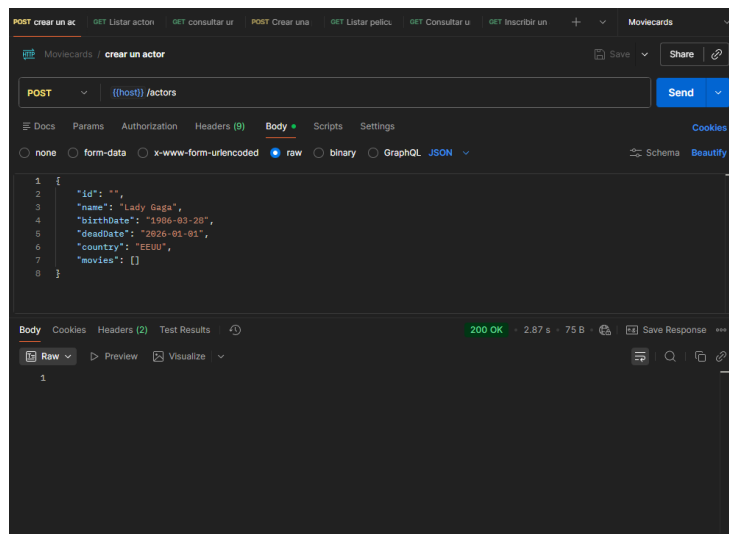 POST crear un ac GET Listar actor GET consultar ur POST Crear una GET Listar pelicu GET Consultar u GET Inscribir un Moviecards
HTTP Moviecards / crear un actor Save Share
POST {{host}} /actors Send
Docs Params Authorization Headers (9) Body Scripts Settings Cookies
none form-data x-www-form-urlencoded raw binary GraphQL JSON Schema Beautify
1 {
2 "id": "",
3 "name": "Lady Gaga",
4 "birthDate": "1986-03-28",
5 "deadDate": "2026-01-01",
6 "country": "EEUU",
7 "movies": []
8 }
Body Cookies Headers (2) Test Results 200 OK • 2.87 s • 75 B • Save Response
Raw Preview Visualize
1